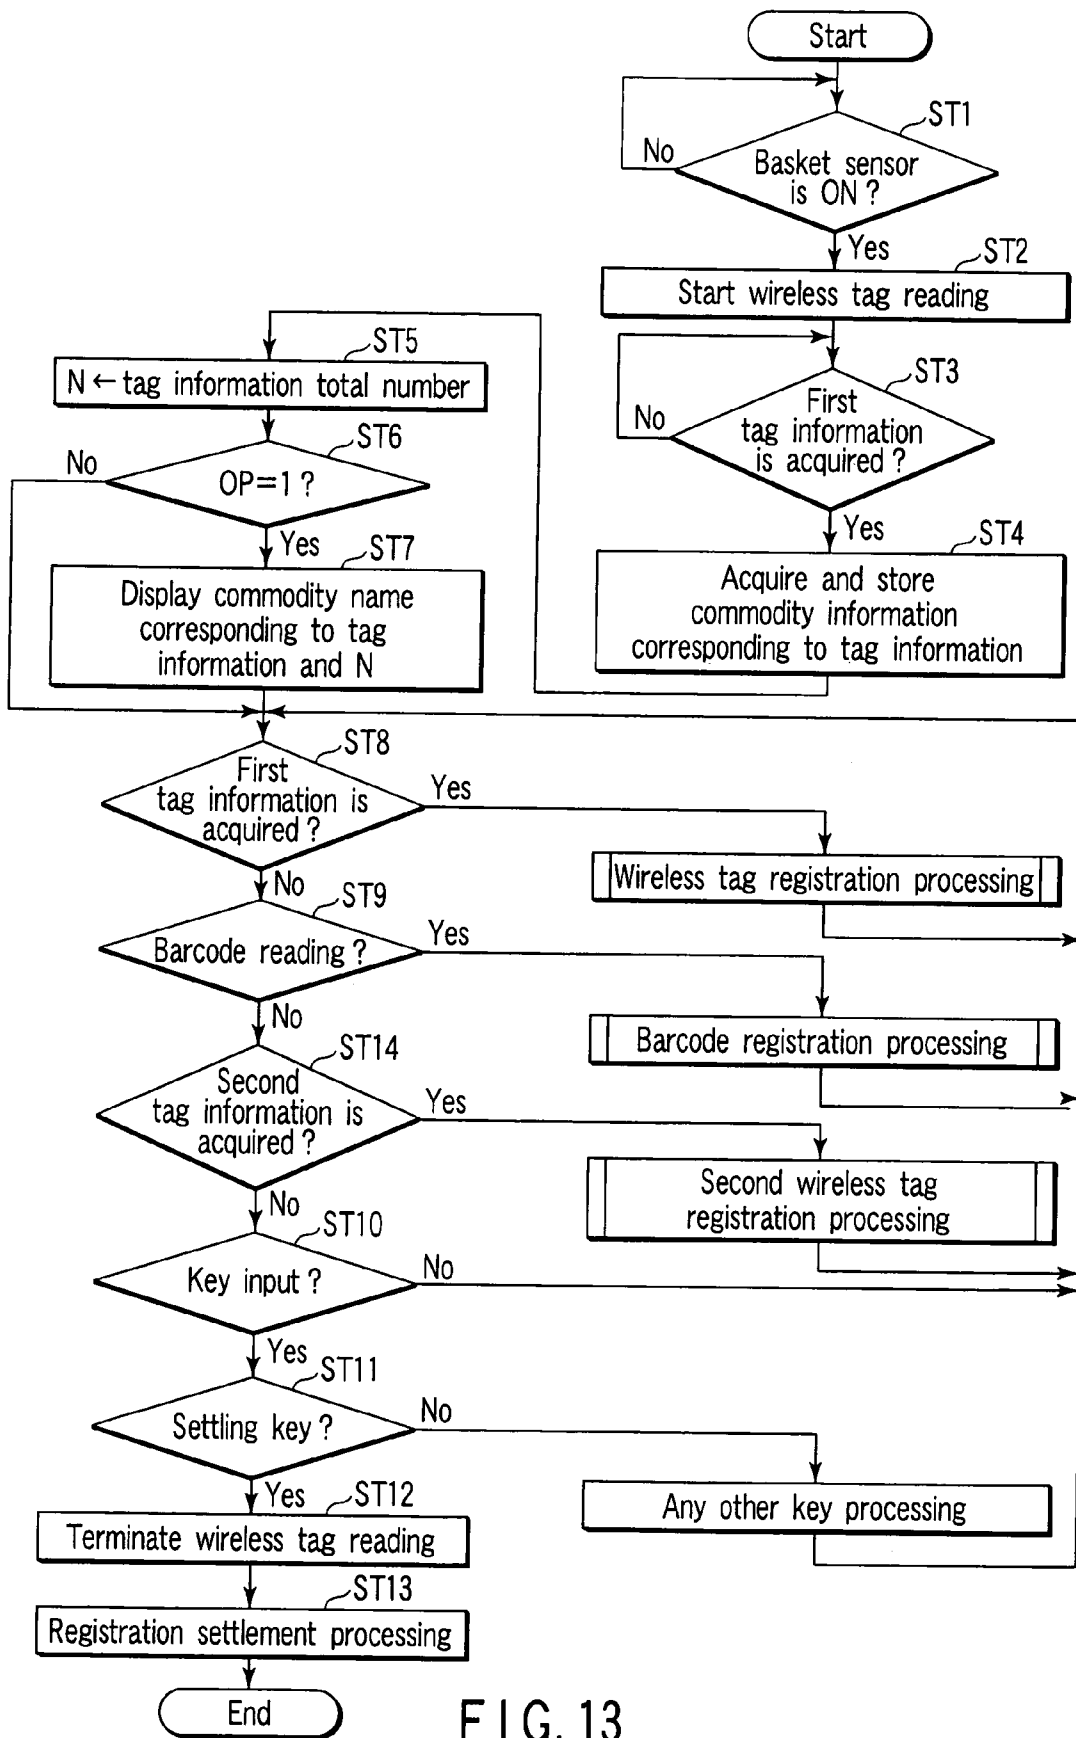 Start
ST1
No
Basket sensor
is ON ?
Yes
ST2
Start wireless tag reading
ST3
No
First
tag information
is acquired ?
Yes
ST4
Acquire and store
commodity information
corresponding to tag information
ST5
N ← tag information total number
ST6
No
OP=1 ?
Yes
ST7
Display commodity name
corresponding to tag
information and N
ST8
First
tag information is
acquired ?
Yes
Wireless tag registration processing
No
ST9
Barcode reading ?
Yes
Barcode registration processing
No
ST14
Second
tag information is
acquired ?
Yes
Second wireless tag
registration processing
No
ST10
Key input ?
No
Yes
ST11
Settling key ?
No
Any other key processing
Yes
ST12
Terminate wireless tag reading
ST13
Registration settlement processing
End
FIG. 13